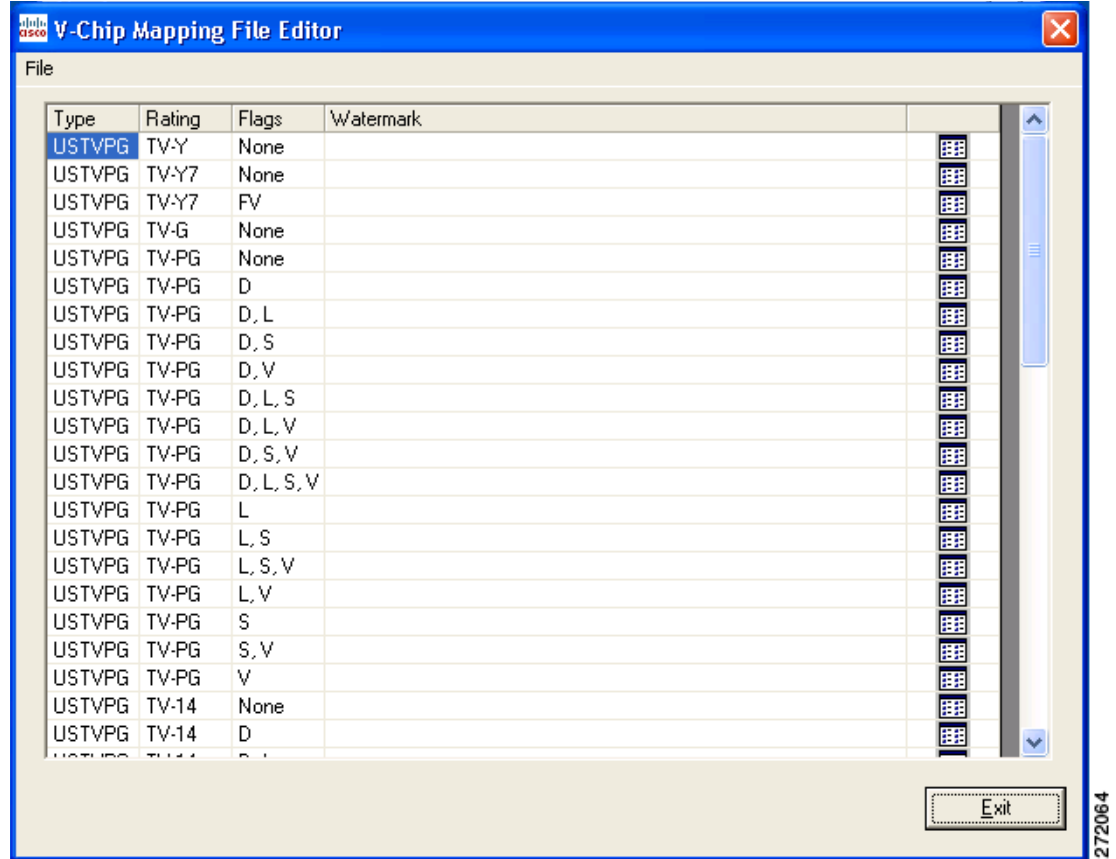 cisco V-Chip Mapping File Editor
File
Type Rating Flags Watermark
USTVPG TV-Y None
USTVPG TV-Y7 None
USTVPG TV-Y7 FV
USTVPG TV-G None
USTVPG TV-PG None
USTVPG TV-PG D
USTVPG TV-PG D, L
USTVPG TV-PG D, S
USTVPG TV-PG D, V
USTVPG TV-PG D, L, S
USTVPG TV-PG D, L, V
USTVPG TV-PG D, S, V
USTVPG TV-PG D, L, S, V
USTVPG TV-PG L
USTVPG TV-PG L, S
USTVPG TV-PG L, S, V
USTVPG TV-PG L, V
USTVPG TV-PG S
USTVPG TV-PG S, V
USTVPG TV-PG V
USTVPG TV-14 None
USTVPG TV-14 D
Exit
272064